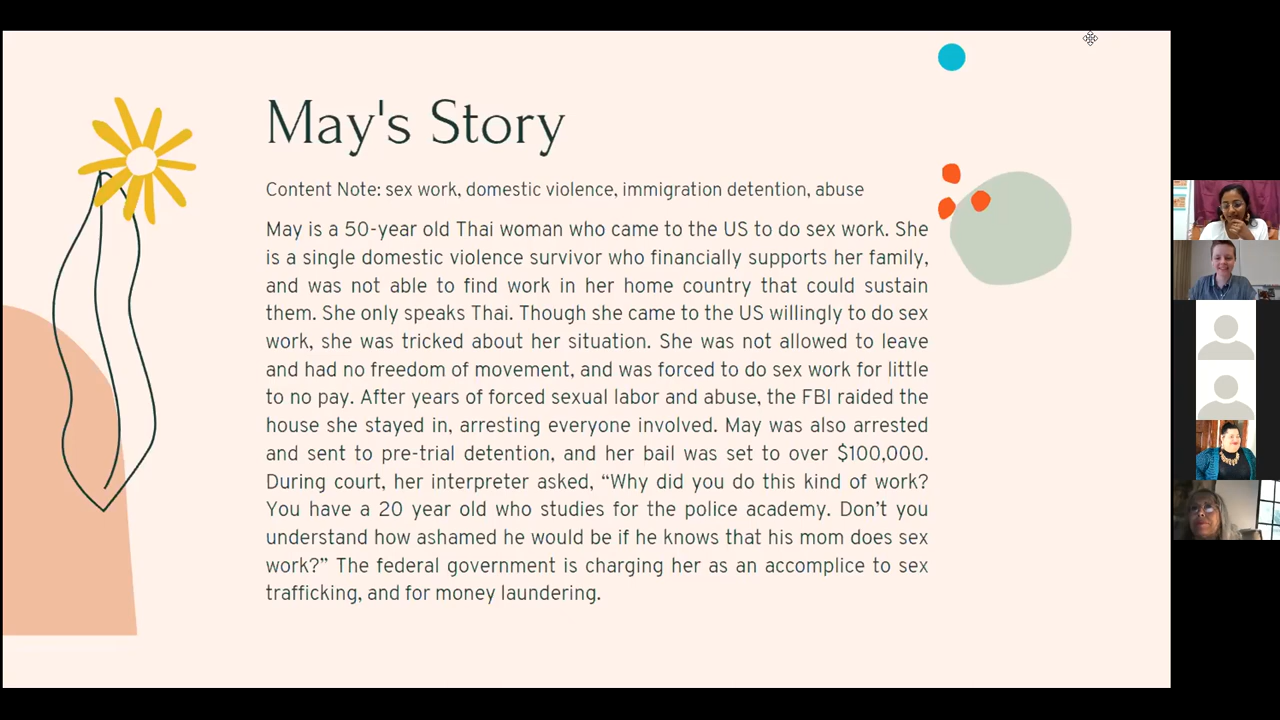 May's Story
Content Note: sex work, domestic violence, immigration detention, abuse
May is a 50-year old Thai woman who came to the US to do sex work. She
is a single domestic violence survivor who financially supports her family,
and was not able to find work in her home country that could sustain
them. She only speaks Thai. Though she came to the US willingly to do sex
work, she was tricked about her situation. She was not allowed to leave
and had no freedom of movement, and was forced to do sex work for little
to no pay. After years of forced sexual labor and abuse, the FBI raided the
house she stayed in, arresting everyone involved. May was also arrested
and sent to pre-trial detention, and her bail was set to over $100,000.
During court, her interpreter asked, “Why did you do this kind of work?
You have a 20 year old who studies for the police academy. Don’t you
understand how ashamed he would be if he knows that his mom does sex
work?” The federal government is charging her as an accomplice to sex
trafficking, and for money laundering.